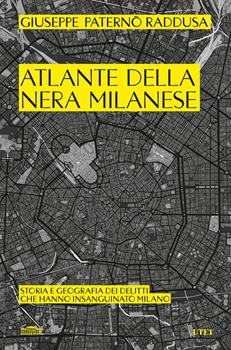 GIUSEPPE PATERNÒ RADDUSA
ATLANTE DELLA
NERA MILANESE
STORIA E GEOGRAFIA DEI DELITTI
CHE HANNO INSANGUINATO MILANO
UTET